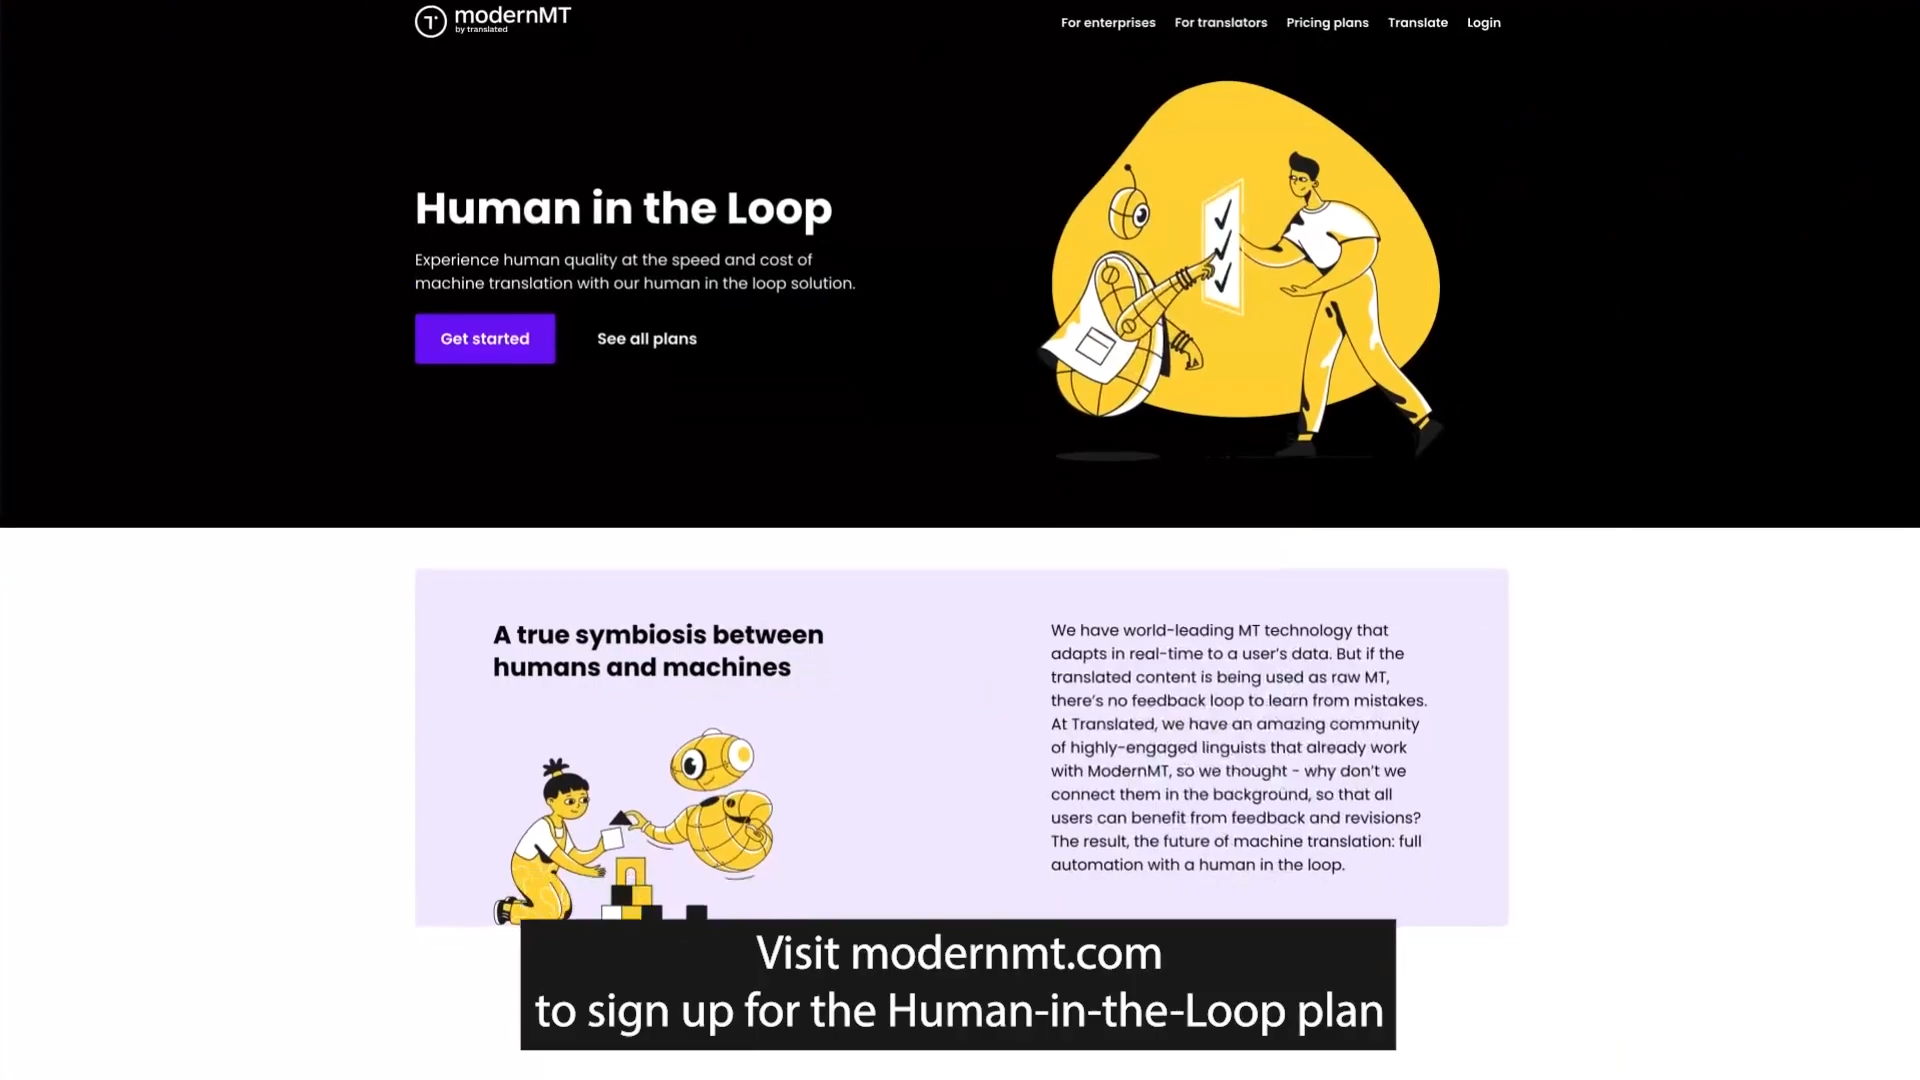 modernMT
by translated
For enterprises
For translators
Pricing plans
Translate
Login
Human in the Loop
Experience human quality at the speed and cost of
machine translation with our human in the loop solution.
Get started
See all plans
A true symbiosis between
humans and machines
We have world-leading MT technology that
adapts in real-time to a user's data. But if the
translated content is being used as raw MT,
there's no feedback loop to learn from mistakes.
At Translated, we have an amazing community
of highly-engaged linguists that already work
with ModernMT, so we thought - why don't we
connect them in the background, so that all
users can benefit from feedback and revisions?
The result, the future of machine translation: full
automation with a human in the loop.
Visit modernmt.com
to sign up for the Human-in-the-Loop plan